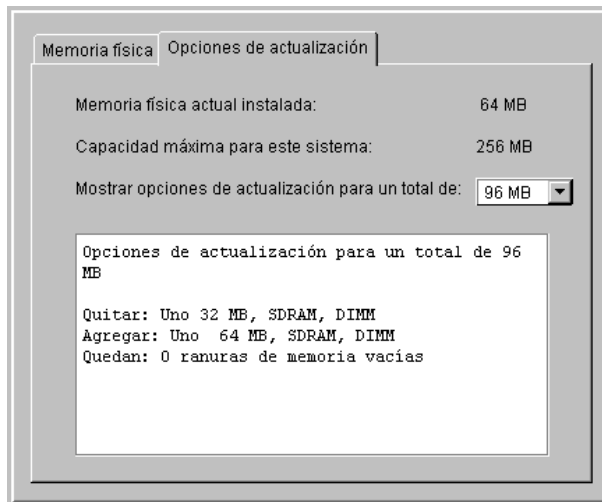 Memoria física
Opciones de actualización
Memoria física actual instalada: 64 MB
Capacidad máxima para este sistema: 256 MB
Mostrar opciones de actualización para un total de: 96 MB
Opciones de actualización para un total de 96
MB
Quitar: Uno 32 MB, SDRAM, DIMM
Agregar: Uno  64 MB, SDRAM, DIMM
Quedan: 0 ranuras de memoria vacías